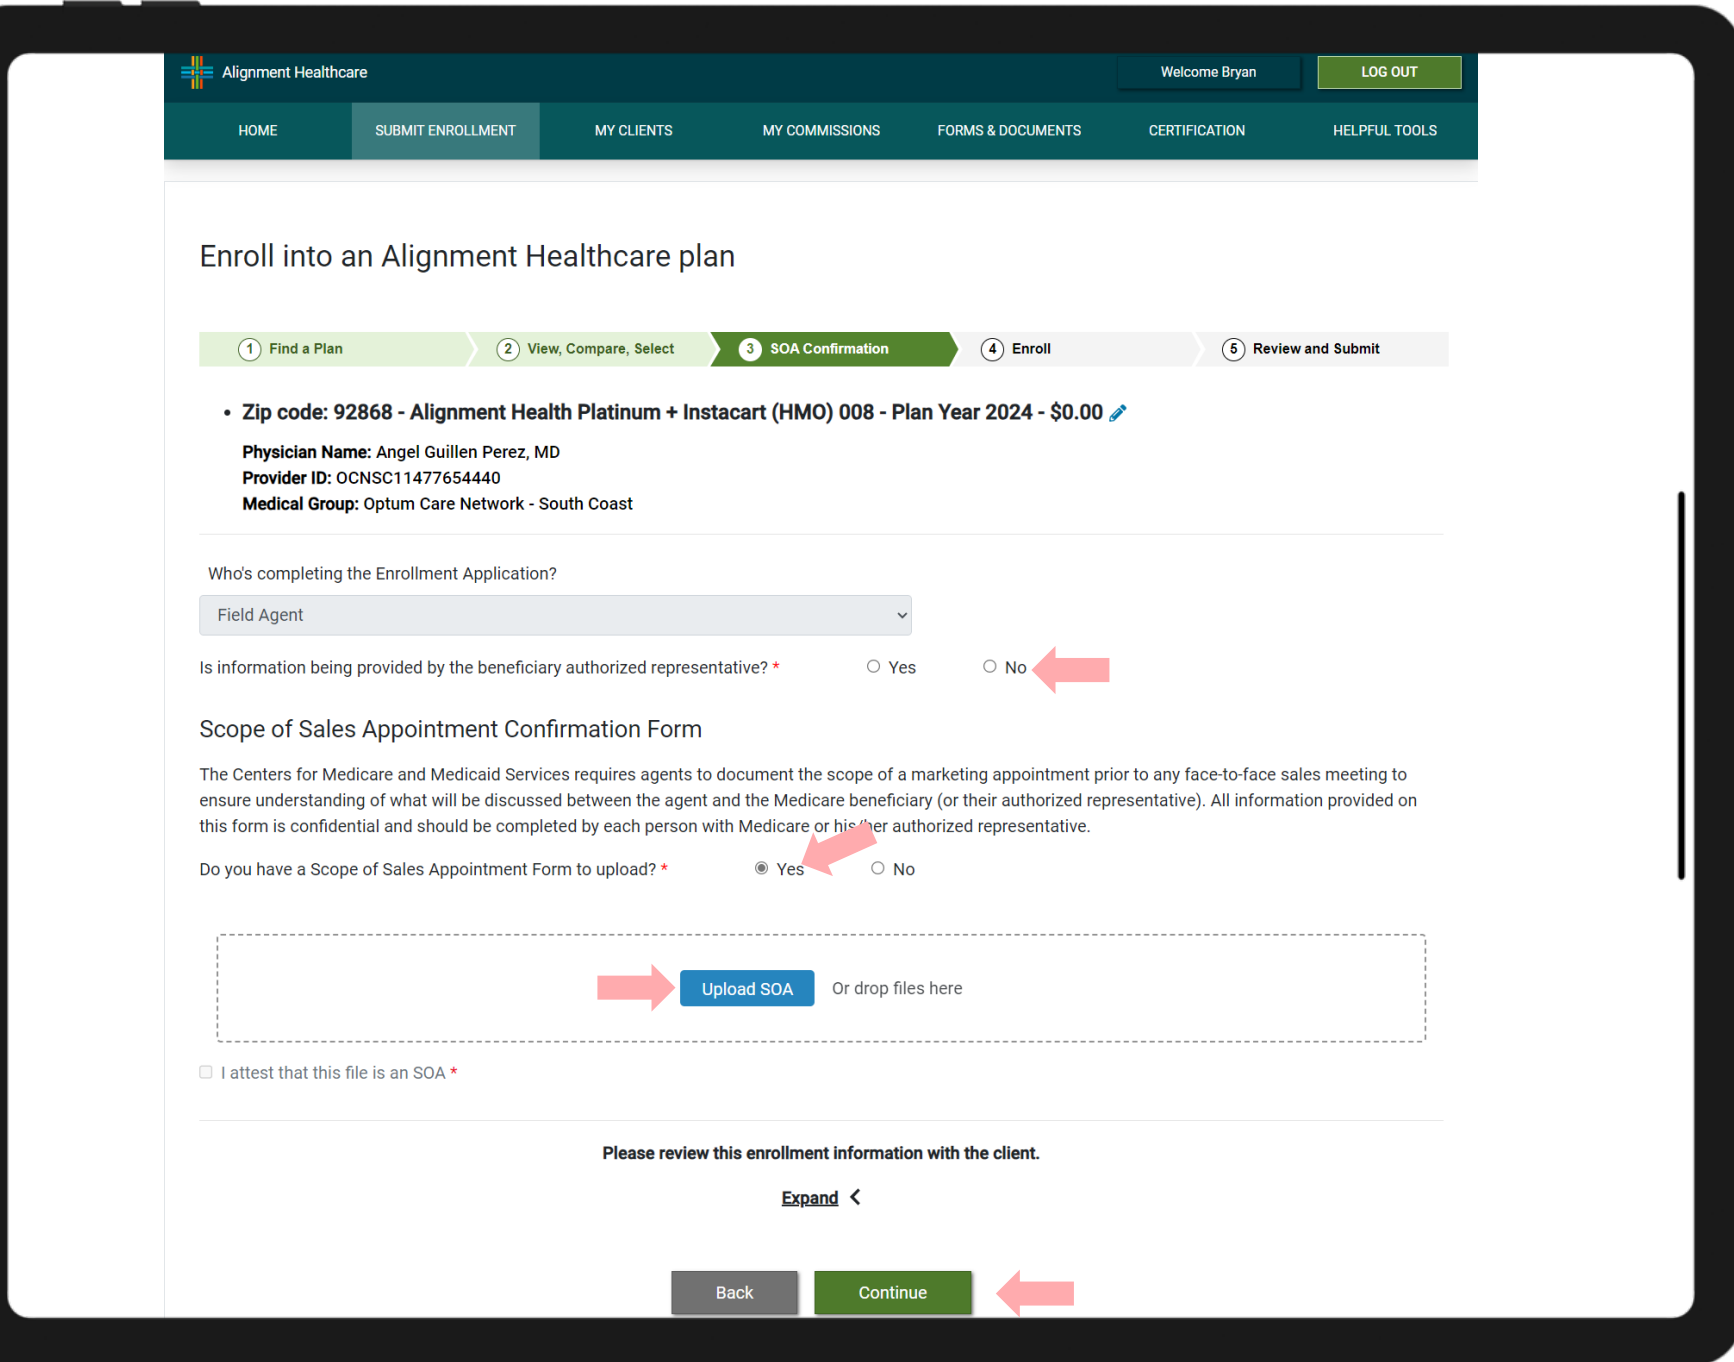 Alignment Healthcare
Welcome Bryan
LOG OUT
HOME
SUBMIT ENROLLMENT
MY CLIENTS
MY COMMISSIONS
FORMS & DOCUMENTS
CERTIFICATION
HELPFUL TOOLS
Enroll into an Alignment Healthcare plan
1 Find a Plan
2 View, Compare, Select
3 SOA Confirmation
4 Enroll
5 Review and Submit
• Zip code: 92868 - Alignment Health Platinum + Instacart (HMO) 008 - Plan Year 2024 - $0.00
Physician Name: Angel Guillen Perez, MD
Provider ID: OCNSC11477654440
Medical Group: Optum Care Network - South Coast
Who's completing the Enrollment Application?
Field Agent
Is information being provided by the beneficiary authorized representative? * Yes No
Scope of Sales Appointment Confirmation Form
The Centers for Medicare and Medicaid Services requires agents to document the scope of a marketing appointment prior to any face-to-face sales meeting to
ensure understanding of what will be discussed between the agent and the Medicare beneficiary (or their authorized representative). All information provided on
this form is confidential and should be completed by each person with Medicare or his/her authorized representative.
Do you have a Scope of Sales Appointment Form to upload? * Yes No
Upload SOA Or drop files here
I attest that this file is an SOA *
Please review this enrollment information with the client.
Expand
Back
Continue